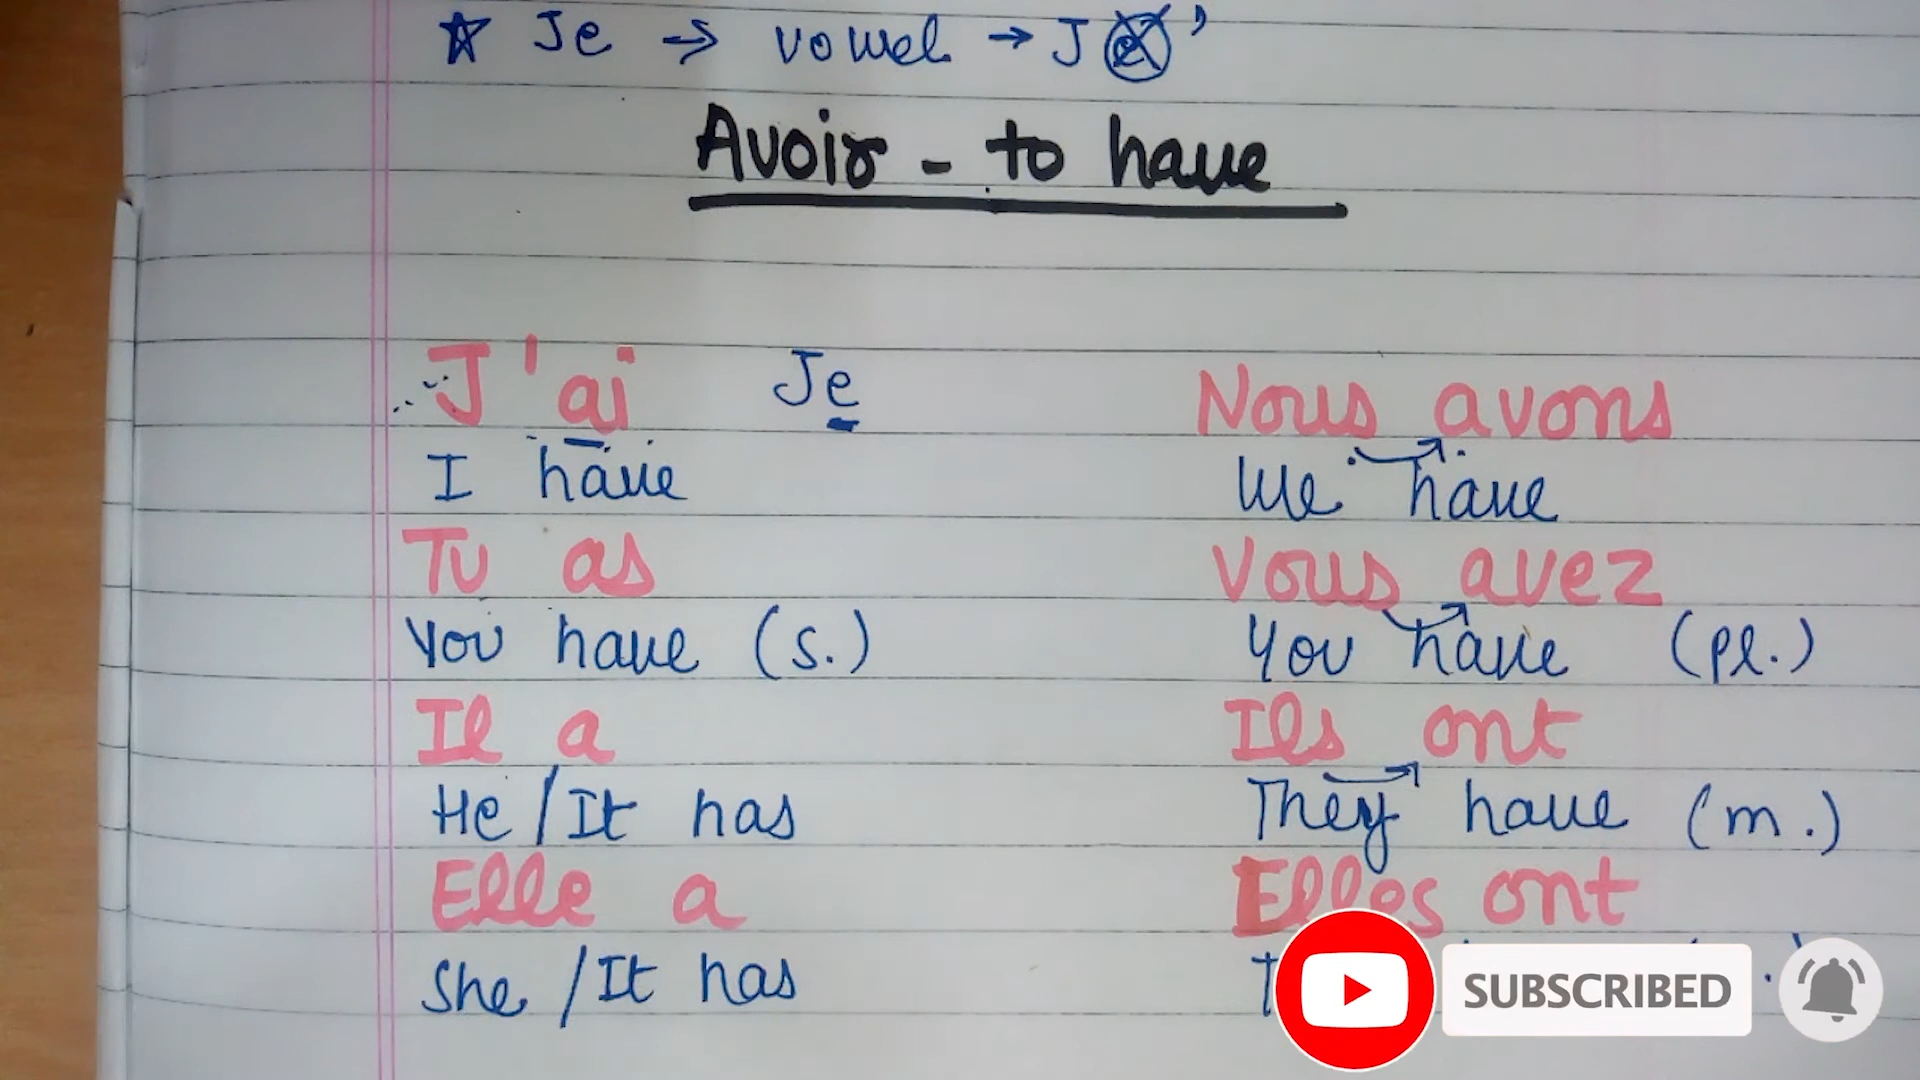 ☆ Je → vowel → Je '
Avoir - to have
J'ai Je
I have
Tu as
You have (s.)
Il a
He / It has
Elle a
She / It has
Nous avons
We have
Vous avez
You have (pl.)
Ils ont
They have (m.)
Elles ont
SUBSCRIBED